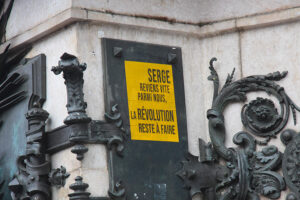 SERGE
REVIENS VITE
PARMI NOUS,
LA RÉVOLUTION
RESTE À FAIRE